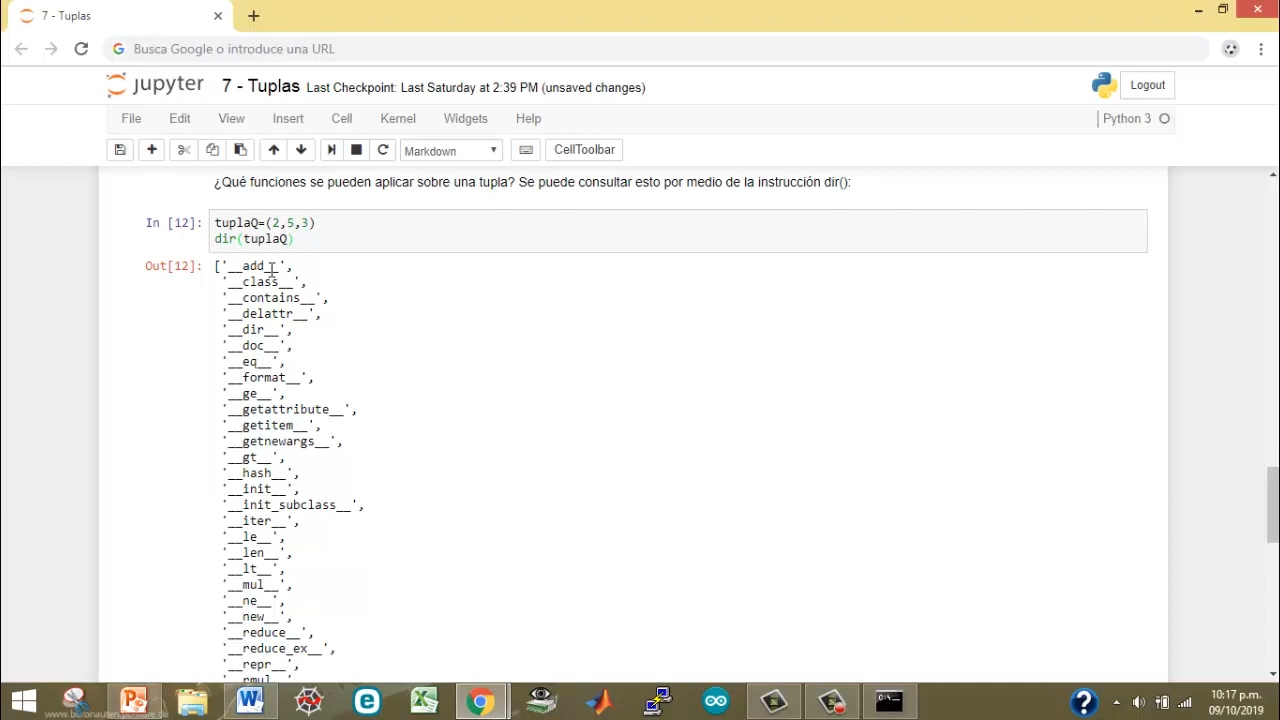 7 - Tuplas
Busca Google o introduce una URL
jupyter 7 - Tuplas Last Checkpoint: Last Saturday at 2:39 PM (unsaved changes) Logout
File Edit View Insert Cell Kernel Widgets Help Python 3
Markdown CellToolbar
¿Qué funciones se pueden aplicar sobre una tupla? Se puede consultar esto por medio de la instrucción dir():
In [12]: tuplaQ=(2,5,3)
dir(tuplaQ)
Out[12]: ['__add__',
'__class__',
'__contains__',
'__delattr__',
'__dir__',
'__doc__',
'__eq__',
'__format__',
'__ge__',
'__getattribute__',
'__getitem__',
'__getnewargs__',
'__gt__',
'__hash__',
'__init__',
'__init_subclass__',
'__iter__',
'__le__',
'__len__',
'__lt__',
'__mul__',
'__ne__',
'__new__',
'__reduce__',
'__reduce_ex__',
'__repr__',
'__rmul__',
10:17 p.m.
09/10/2019